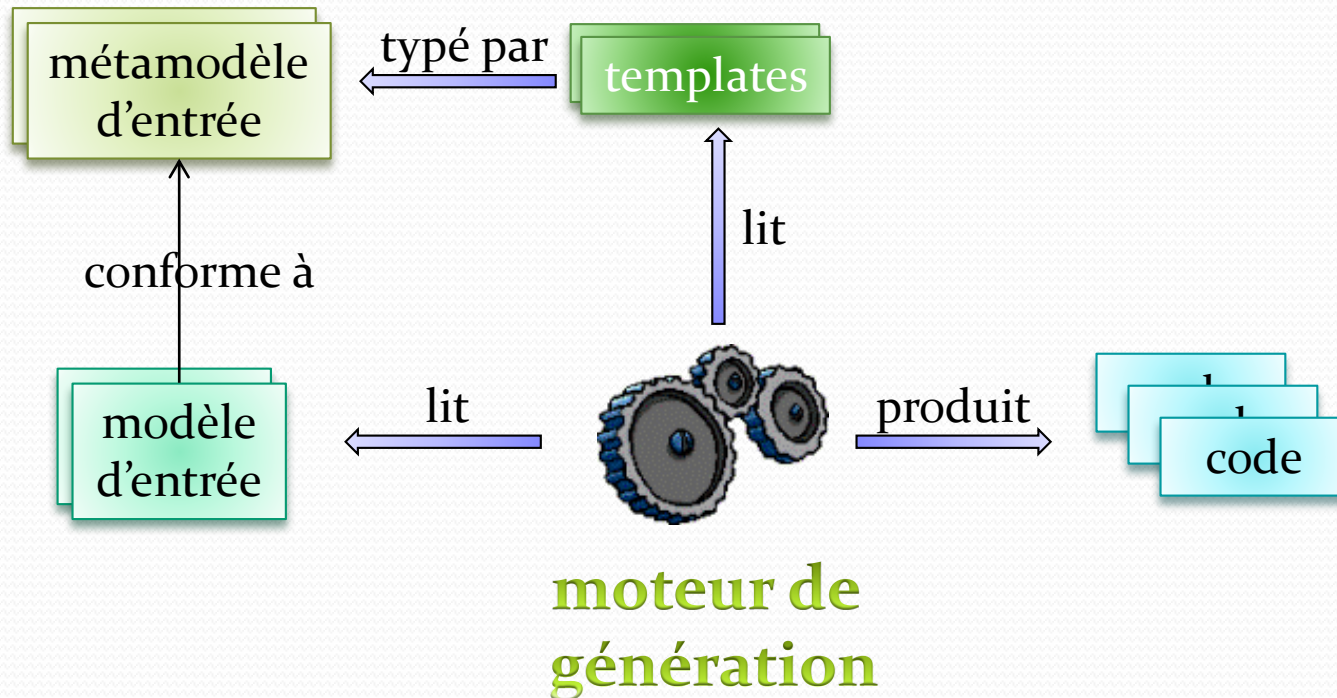 métamodèle
d'entrée
typé par
templates
conforme à
lit
modèle
d'entrée
lit
produit
code
moteur de
génération